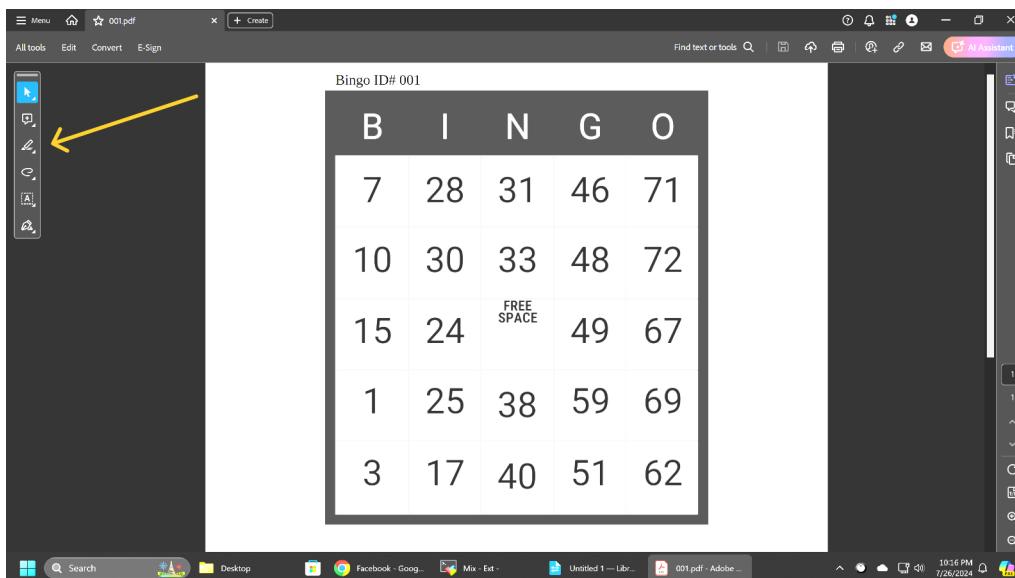 Menu 001.pdf Create
All tools Edit Convert E-Sign Find text or tools AI Assistant
Bingo ID# 001
B I N G O
7 28 31 46 71
10 30 33 48 72
FREE
SPACE
15 24 49 67
1 25 38 59 69
3 17 40 51 62
A
1
1
Search Desktop Facebook - Goog... Mix - Ext - Untitled 1 — Libr... 001.pdf - Adobe ...
10:16 PM
7/26/2024